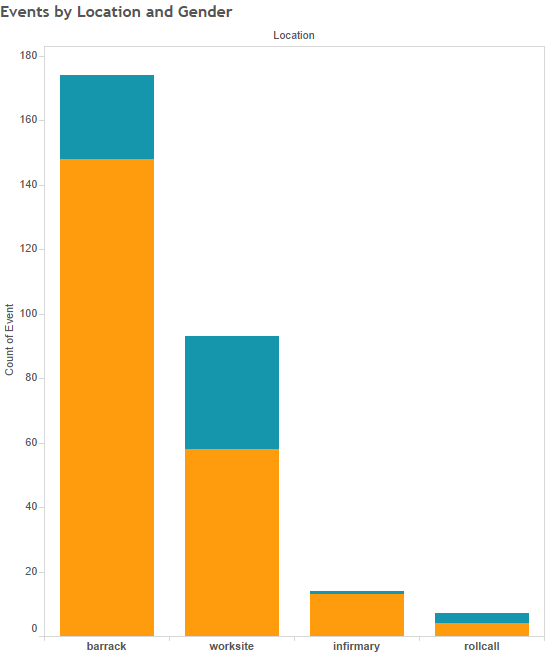 Events by Location and Gender
Location
Count of Event
180
160
140
120
100
80
60
40
20
0
barrack worksite infirmary rollcall